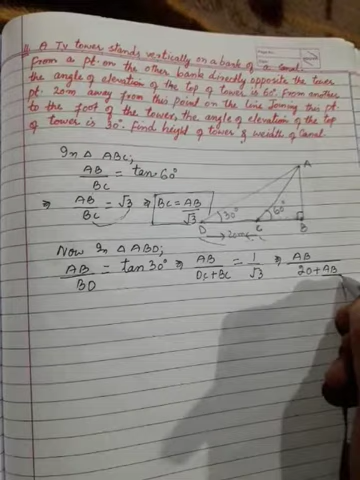 Q. A TV tower stands vertically on a bank of a Canal.
From a pt. on the other bank directly opposite the tower
the angle of elevation of the top of tower is 60°. From another
pt. 20m away from this point on the line Joining this pt.
to the foot of the tower, the angle of elevation of the top
of tower is 30°. Find height of tower & weidth of Canal.
In Δ ABC;
AB/BC = tan 60°
⇒ AB/BC = √3 ⇒ BC = AB/√3
A
30° 60°
D C B
20m
Now In Δ ABD;
AB/BD = tan 30° ⇒ AB/DC+BC = 1/√3 ⇒ AB/20+AB